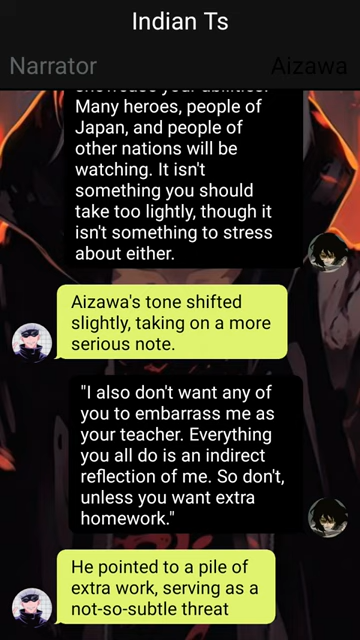 Indian Ts
Narrator
Aizawa
showcase your abilities.
Many heroes, people of
Japan, and people of
other nations will be
watching. It isn't
something you should
take too lightly, though it
isn't something to stress
about either.
Aizawa's tone shifted
slightly, taking on a more
serious note.
"I also don't want any of
you to embarrass me as
your teacher. Everything
you all do is an indirect
reflection of me. So don't,
unless you want extra
homework."
He pointed to a pile of
extra work, serving as a
not-so-subtle threat